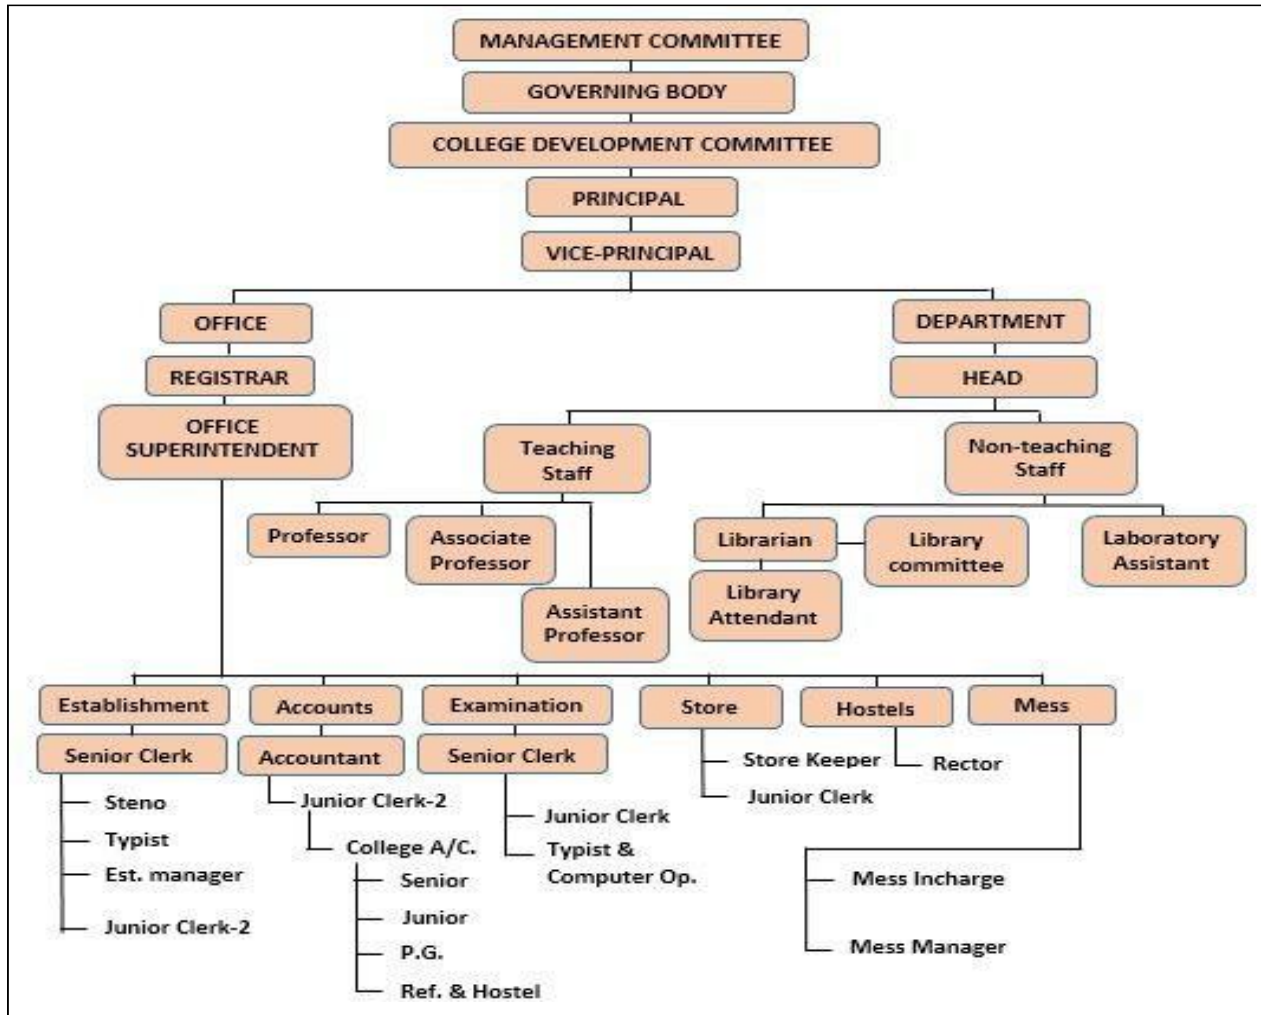 MANAGEMENT COMMITTEE
GOVERNING BODY
COLLEGE DEVELOPMENT COMMITTEE
PRINCIPAL
VICE-PRINCIPAL
OFFICE
DEPARTMENT
REGISTRAR
HEAD
OFFICE
SUPERINTENDENT
Teaching
Staff
Non-teaching
Staff
Professor
Associate
Professor
Assistant
Professor
Librarian
Library
committee
Laboratory
Assistant
Library
Attendant
Establishment
Accounts
Examination
Store
Hostels
Mess
Senior Clerk
Accountant
Senior Clerk
Steno
Typist
Est. manager
Junior Clerk-2
Junior Clerk-2
College A/C.
Senior
Junior
P.G.
Ref. & Hostel
Junior Clerk
Typist &
Computer Op.
Store Keeper
Junior Clerk
Rector
Mess Incharge
Mess Manager